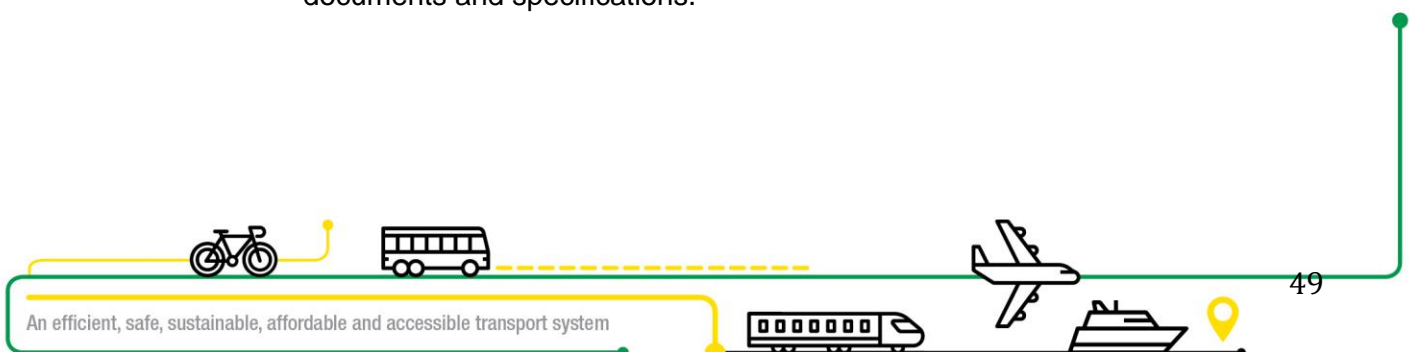 documents and specifications.
49
An efficient, safe, sustainable, affordable and accessible transport system